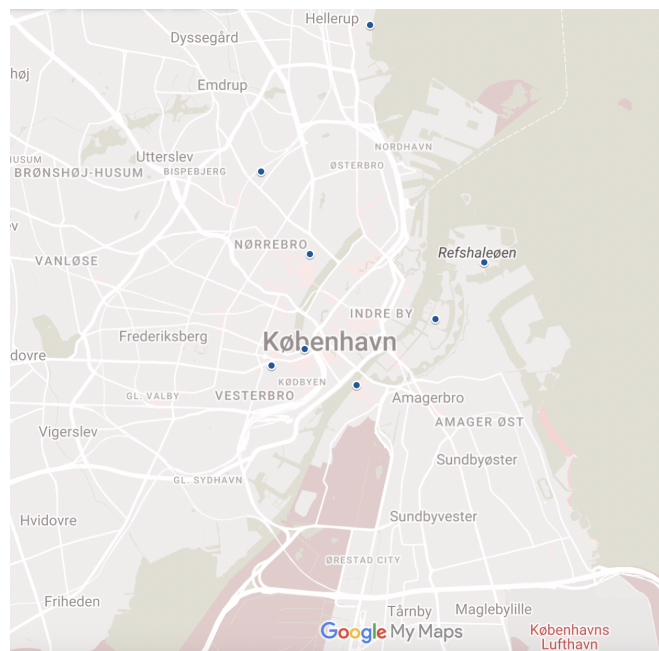 Hellerup
Dyssegård
høj
Emdrup
NORDHAVN
HUSUM
Utterslev
ØSTERBRO
BRØNSHØJ-HUSUM
BISPEBJERG
ev
NØRREBRO
Refshaleøen
VANLØSE
INDRE BY
Frederiksberg
København
dovre
KØDBYEN
GL. VALBY
VESTERBRO
Amagerbro
AMAGER ØST
Vigerslev
Sundbyøster
GL. SYDHAVN
Hvidovre
Sundbyvester
ØRESTAD CITY
Friheden
Tårnby
Maglebylille
Google My Maps
Københavns
Lufthavn